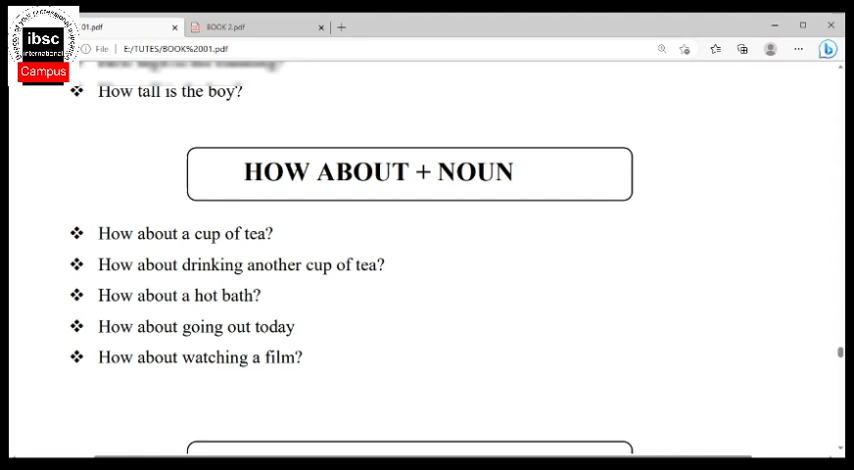 01.pdf
BOOK 2.pdf
ibsc
international
Campus
File
E:/TUTES/BOOK%2001.pdf
How tall is the boy?
HOW ABOUT + NOUN
How about a cup of tea?
How about drinking another cup of tea?
How about a hot bath?
How about going out today
How about watching a film?